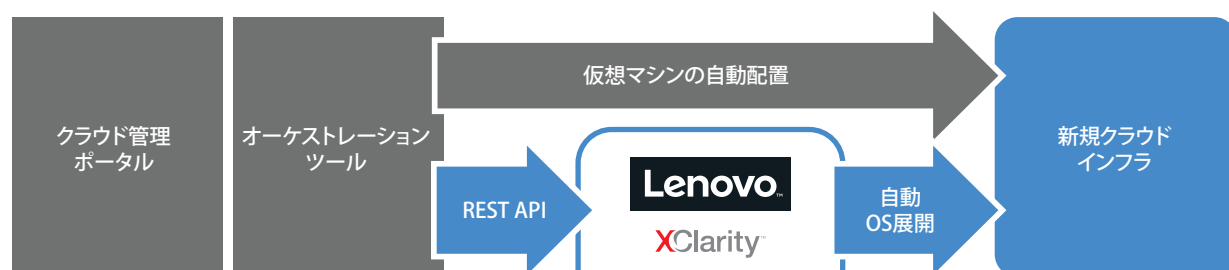 クラウド管理
ポータル
オーケストレーション
ツール
仮想マシンの自動配置
REST API
Lenovo™
XClarity™
自動
OS展開
新規クラウド
インフラ